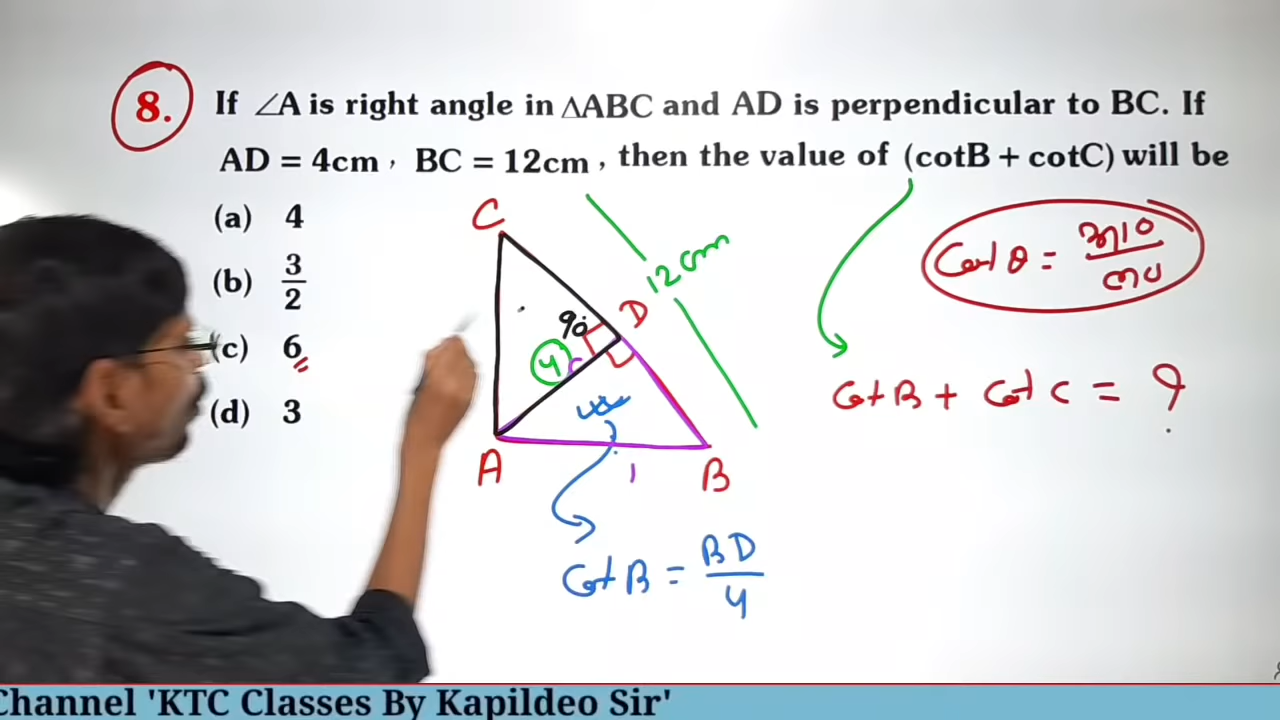 8. If ∠A is right angle in △ABC and AD is perpendicular to BC. If
AD = 4cm, BC = 12cm, then the value of (cotB + cotC) will be
(a) 4
(b) 3/2
(c) 6
(d) 3
C
12 cm
D
90°
4
A
B
Cot θ =
Cot B + Cot C = ?
Cot B = BD/4
Channel 'KTC Classes By Kapildeo Sir'